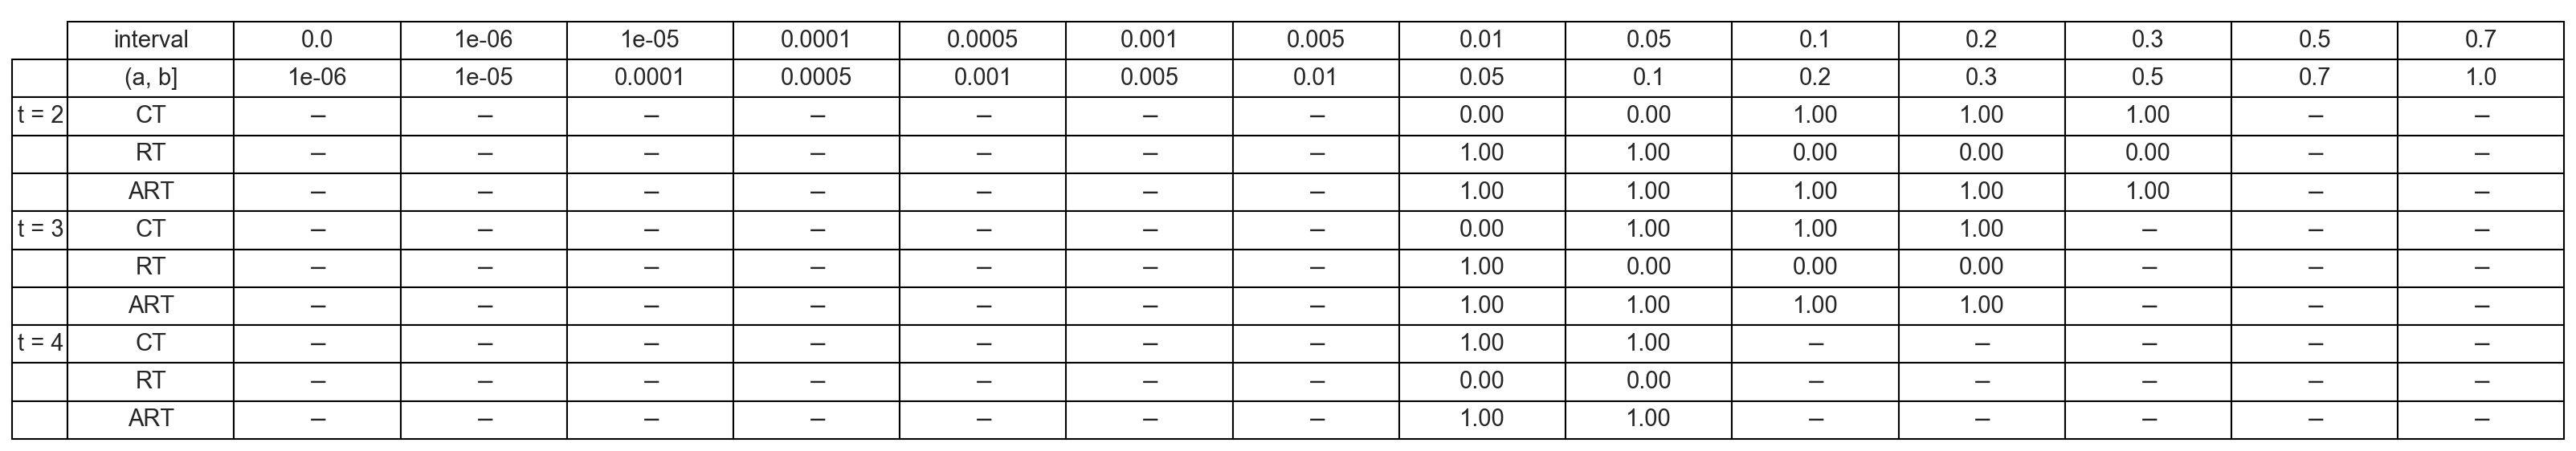 interval 0.0 1e-06 1e-05 0.0001 0.0005 0.001 0.005 0.01 0.05 0.1 0.2 0.3 0.5 0.7
(a, b] 1e-06 1e-05 0.0001 0.0005 0.001 0.005 0.01 0.05 0.1 0.2 0.3 0.5 0.7 1.0
t = 2 CT – – – – – – – 0.00 0.00 1.00 1.00 1.00 – –
RT – – – – – – – 1.00 1.00 0.00 0.00 0.00 – –
ART – – – – – – – 1.00 1.00 1.00 1.00 1.00 – –
t = 3 CT – – – – – – – 0.00 1.00 1.00 1.00 – – –
RT – – – – – – – 1.00 0.00 0.00 0.00 – – –
ART – – – – – – – 1.00 1.00 1.00 1.00 – – –
t = 4 CT – – – – – – – 1.00 1.00 – – – – –
RT – – – – – – – 0.00 0.00 – – – – –
ART – – – – – – – 1.00 1.00 – – – – –